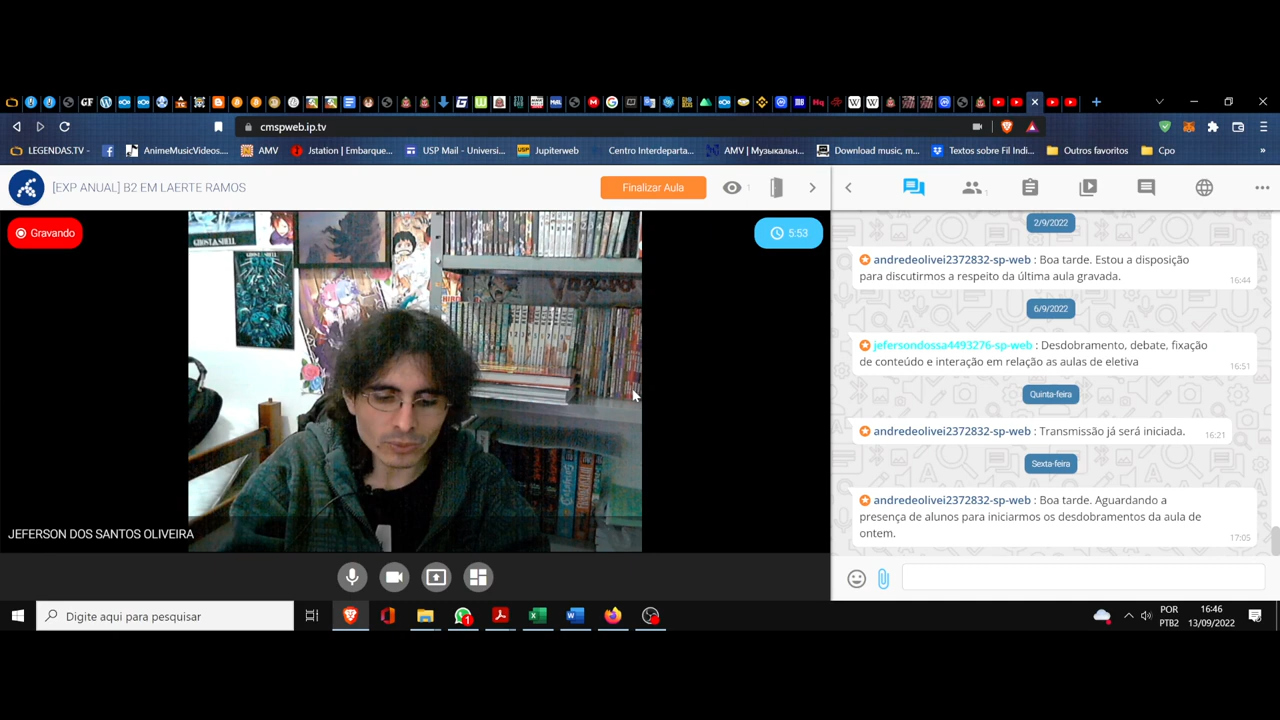 cmspweb.ip.tv
LEGENDAS.TV -
AnimeMusicVideos...
AMV
Jstation | Embarque...
USP Mail - Universi...
Jupiterweb
Centro Interdeparta...
AMV | Музыкальн...
Download music, m...
Textos sobre Fil Indi...
Outros favoritos
Cpo
»
[EXP ANUAL] B2 EM LAERTE RAMOS
Finalizar Aula
1
1
Gravando
5:53
GHOST & SHELL
JEFERSON DOS SANTOS OLIVEIRA
2/9/2022
andredeolivei2372832-sp-web : Boa tarde. Estou a disposição
para discutirmos a respeito da última aula gravada.
16:44
6/9/2022
jefersondossa4493276-sp-web : Desdobramento, debate, fixação
de conteúdo e interação em relação as aulas de eletiva
16:51
Quinta-feira
andredeolivei2372832-sp-web : Transmissão já será iniciada.
16:21
Sexta-feira
andredeolivei2372832-sp-web : Boa tarde. Aguardando a
presença de alunos para iniciarmos os desdobramentos da aula de
ontem.
17:05
Digite aqui para pesquisar
1
POR
PTB2
16:46
13/09/2022